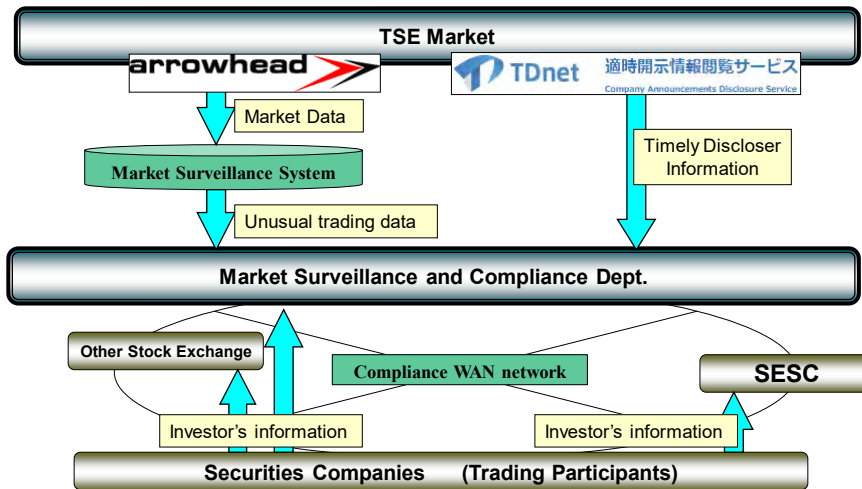 TSE Market
arrowhead
TDnet 適時開示情報閲覧サービス
Company Announcements Disclosure Service
Market Data
Timely Discloser
Information
Market Surveillance System
Unusual trading data
Market Surveillance and Compliance Dept.
Other Stock Exchange
Compliance WAN network
SESC
Investor’s information
Investor’s information
Securities Companies (Trading Participants)